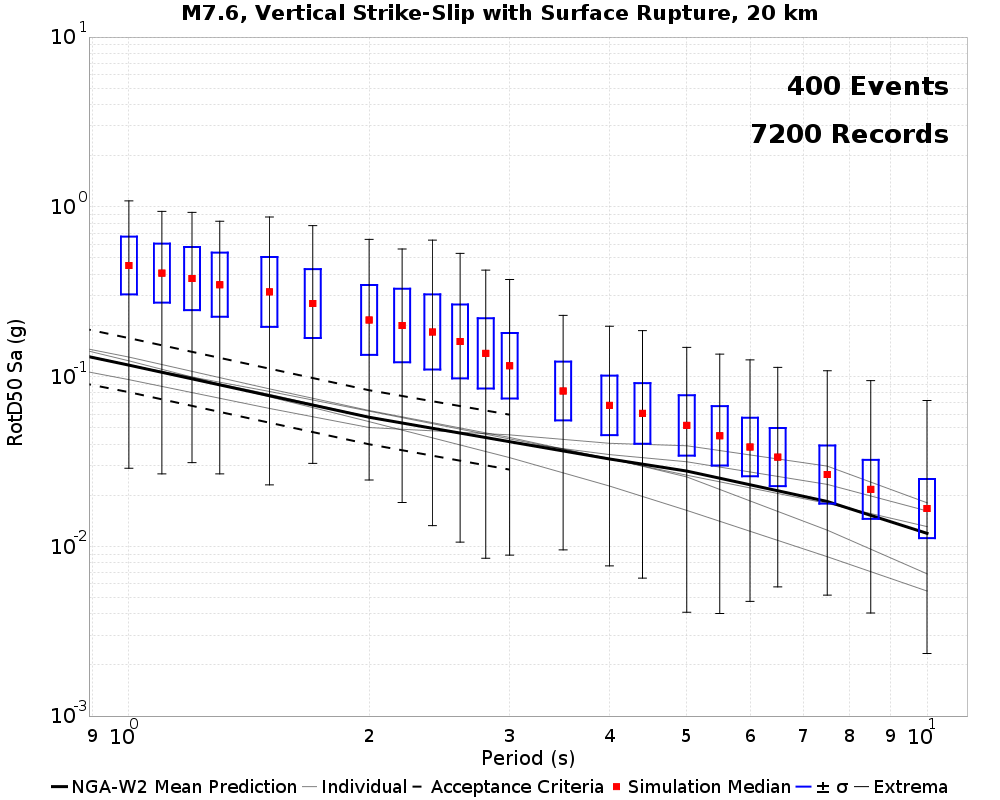 M7.6, Vertical Strike-Slip with Surface Rupture, 20 km
400 Events
7200 Records
RotD50 Sa (g)
10^1
10^0
10^-1
10^-2
10^-3
9 10^0 2 3 4 5 6 7 8 9 10^1
Period (s)
NGA-W2 Mean Prediction Individual Acceptance Criteria Simulation Median ± σ Extrema